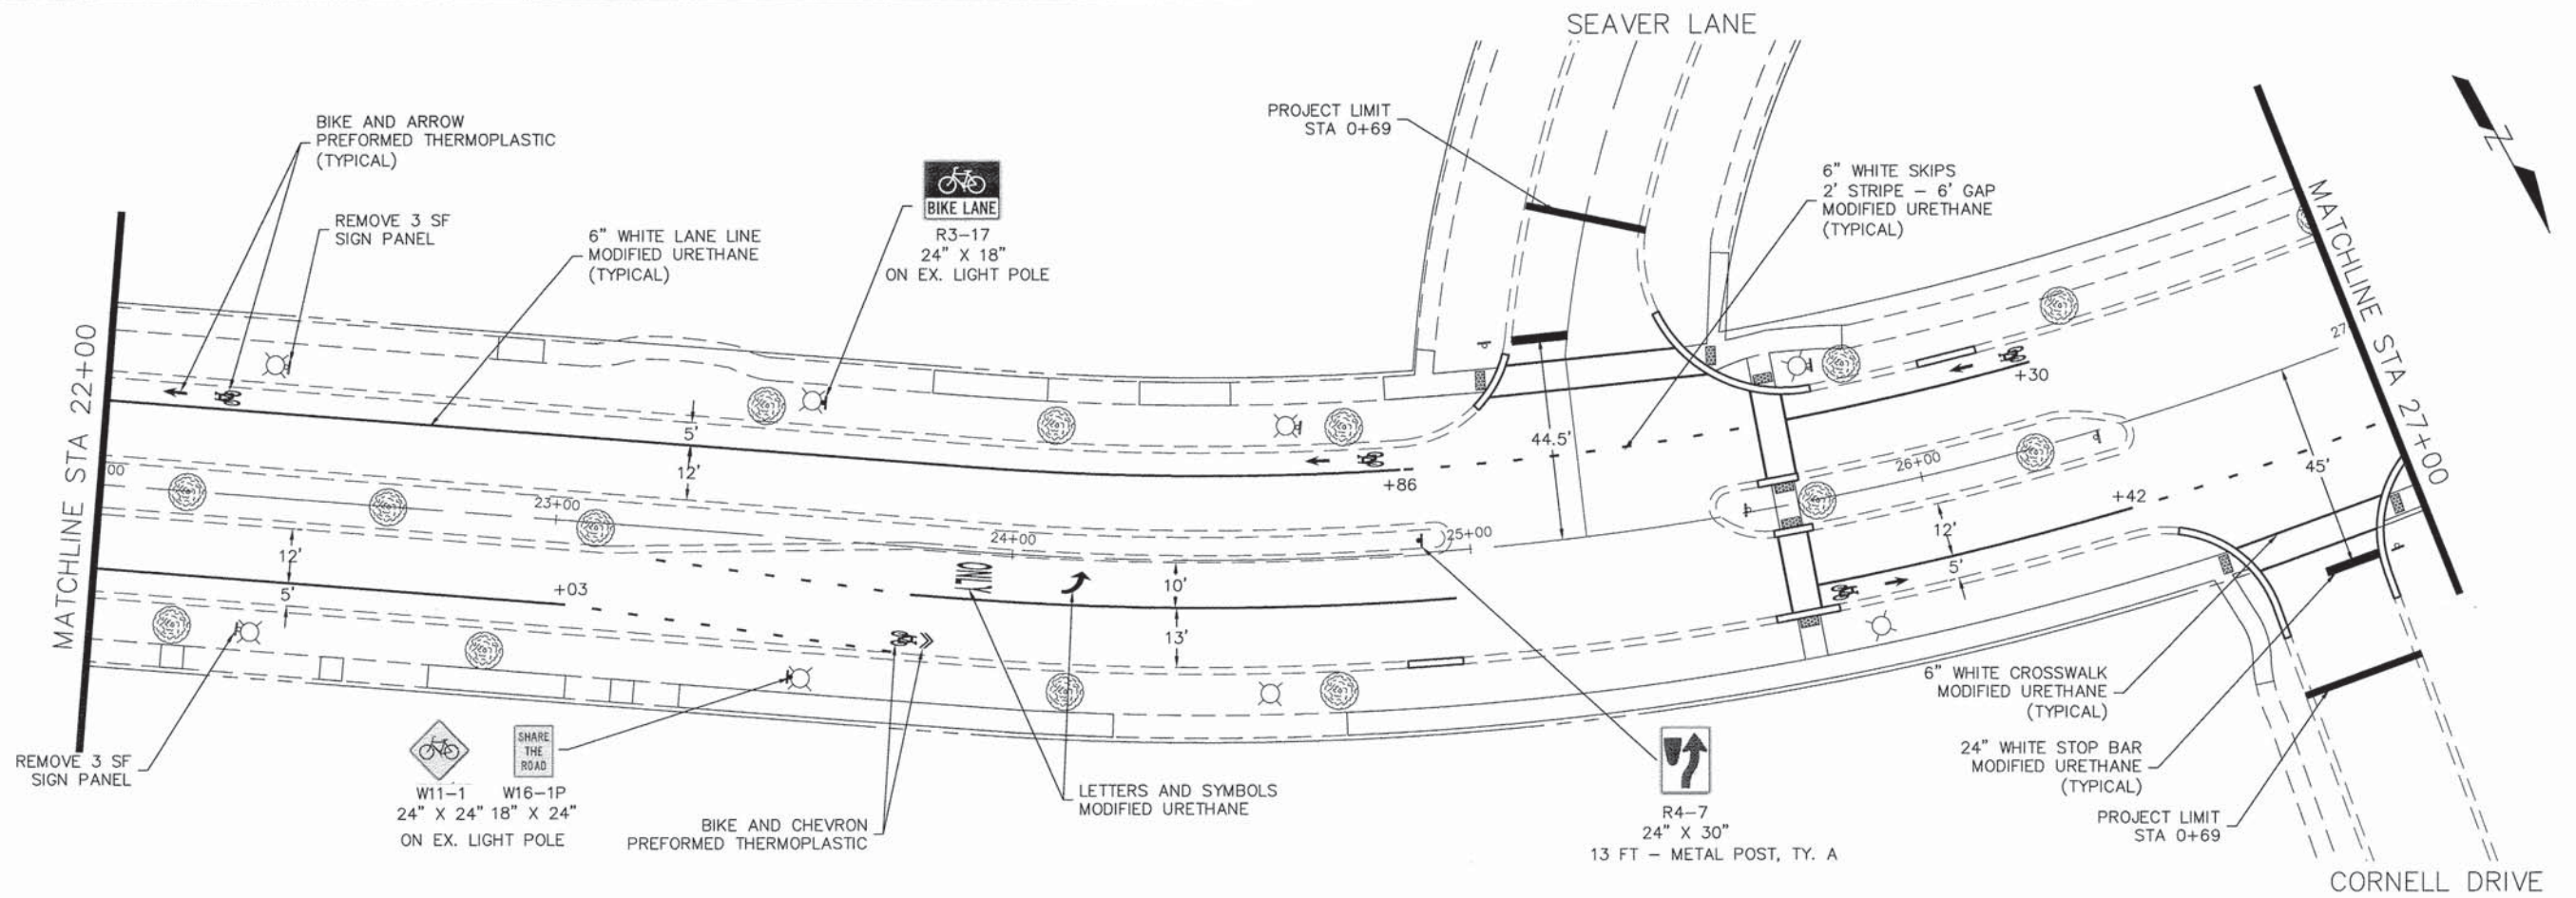 SEAVER LANE
BIKE AND ARROW
PREFORMED THERMOPLASTIC
(TYPICAL)
REMOVE 3 SF
SIGN PANEL
6" WHITE LANE LINE
MODIFIED URETHANE
(TYPICAL)
BIKE LANE
R3-17
24" X 18"
ON EX. LIGHT POLE
PROJECT LIMIT
STA 0+69
6" WHITE SKIPS
2' STRIPE - 6' GAP
MODIFIED URETHANE
(TYPICAL)
Z
MATCHLINE STA 22+00
MATCHLINE STA 27+00
27
+30
5'
12'
44.5'
+86
26+00
45'
+42
00
23+00
24+00
25+00
12'
5'
+03
ONLY
10'
13'
12'
5'
REMOVE 3 SF
SIGN PANEL
SHARE
THE
ROAD
W11-1 W16-1P
24" X 24" 18" X 24"
ON EX. LIGHT POLE
BIKE AND CHEVRON
PREFORMED THERMOPLASTIC
LETTERS AND SYMBOLS
MODIFIED URETHANE
R4-7
24" X 30"
13 FT - METAL POST, TY. A
6" WHITE CROSSWALK
MODIFIED URETHANE
(TYPICAL)
24" WHITE STOP BAR
MODIFIED URETHANE
(TYPICAL)
PROJECT LIMIT
STA 0+69
CORNELL DRIVE